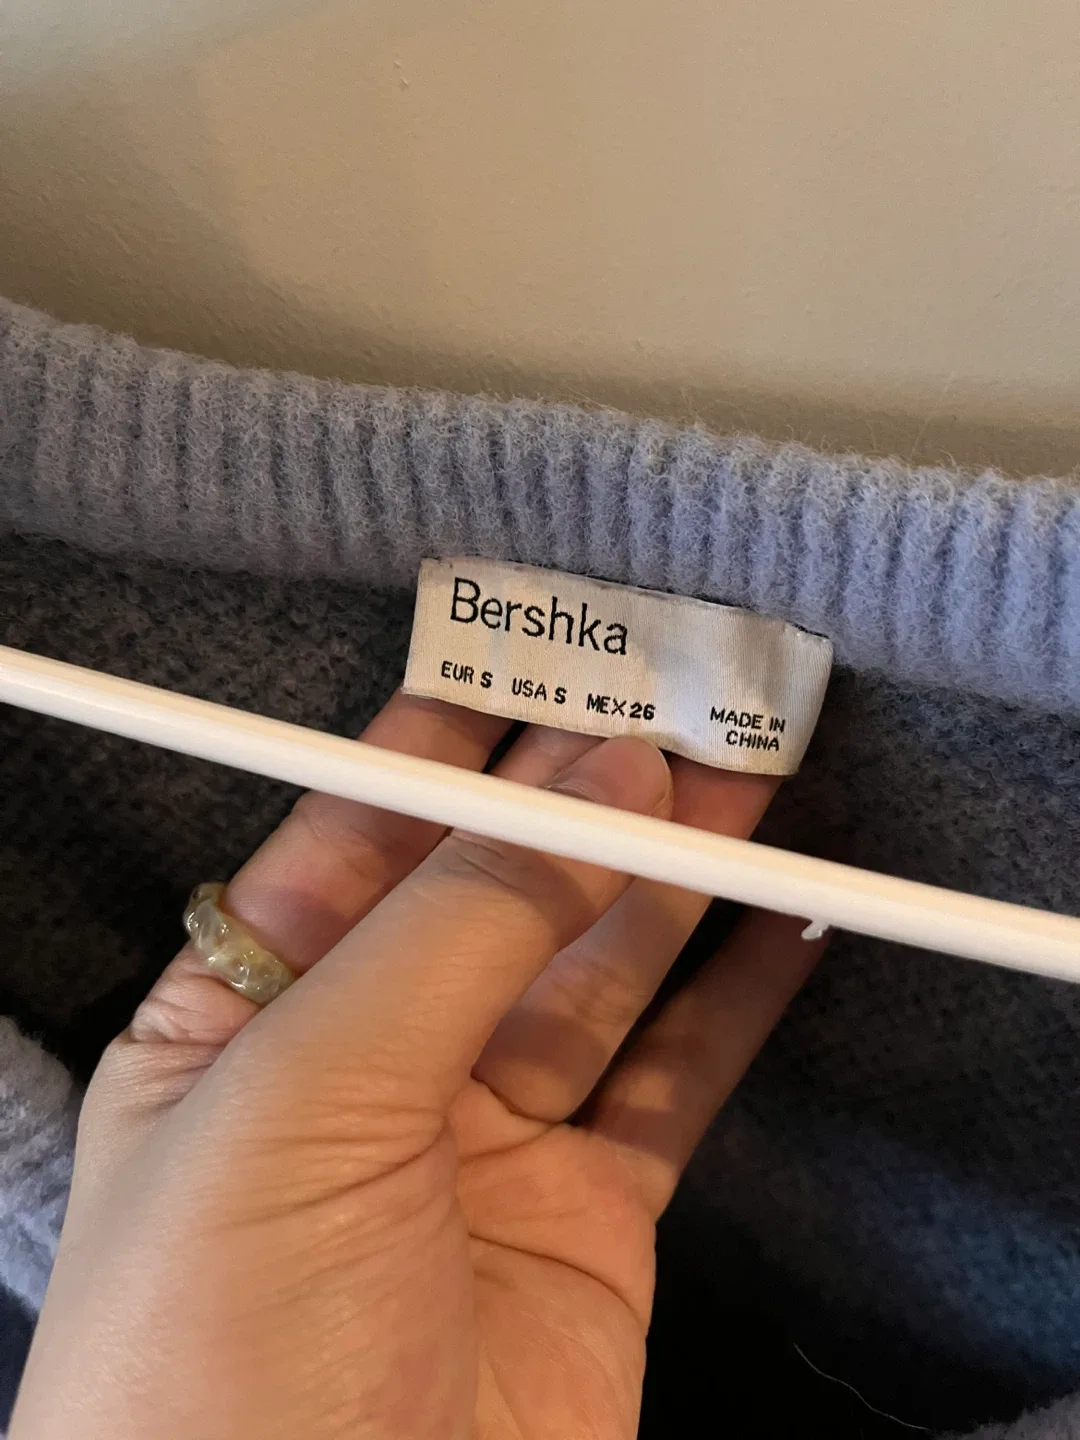 Bershka
EUR S USA S MEX 26
MADE IN
CHINA